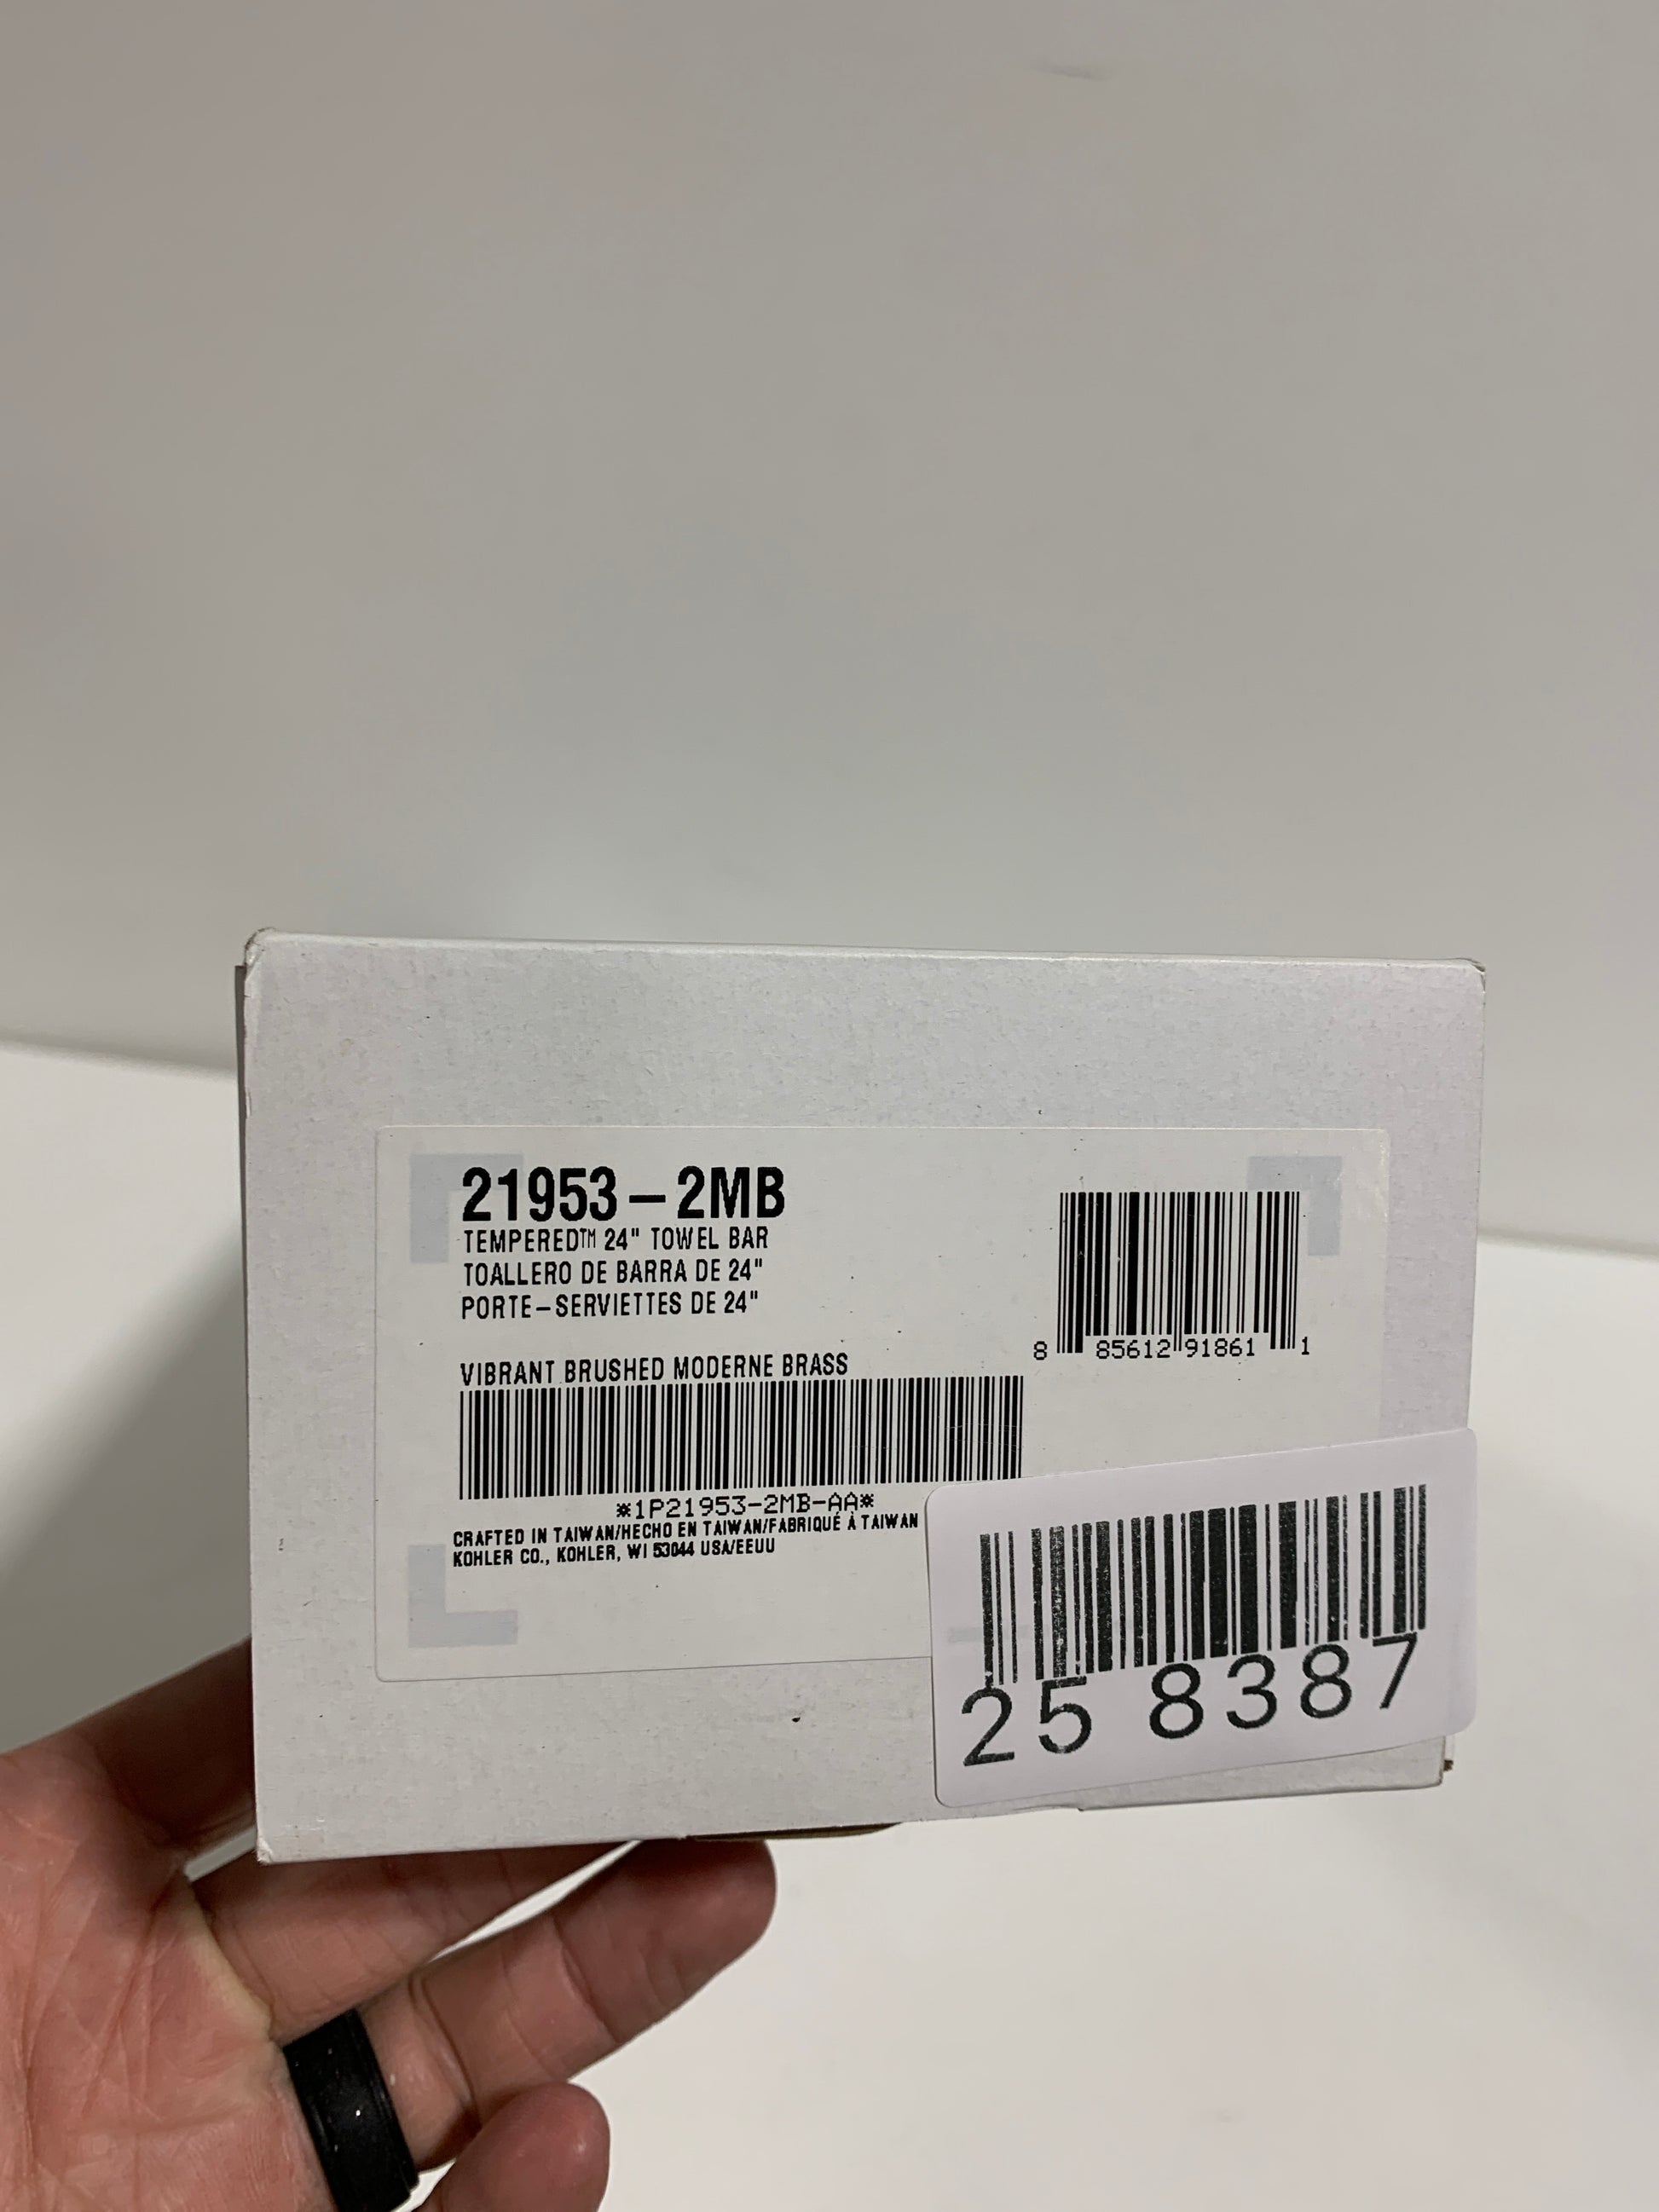 21953-2MB
TEMPERED™ 24" TOWEL BAR
TOALLERO DE BARRA DE 24"
PORTE-SERVIETTES DE 24"
8 85612 91861 1
VIBRANT BRUSHED MODERNE BRASS
*1P21953-2MB-AA*
CRAFTED IN TAIWAN/HECHO EN TAIWAN/FABRIQUÉ À TAIWAN
KOHLER CO., KOHLER, WI 53044 USA/EEUU
25 8387